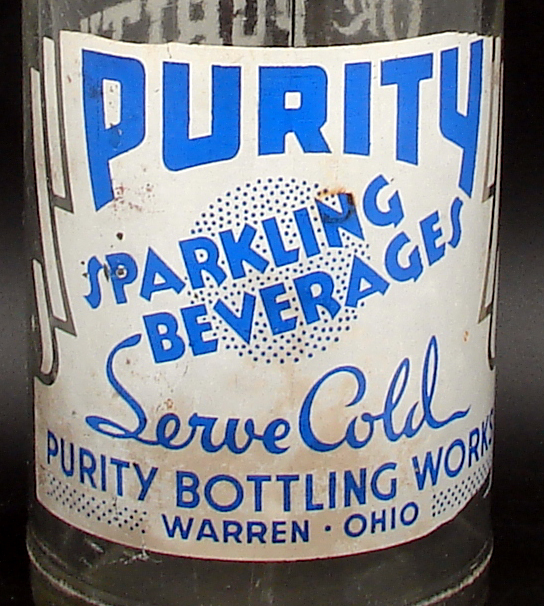 PURITY
SPARKLING
BEVERAGES
Serve Cold
PURITY BOTTLING WORKS
WARREN · OHIO